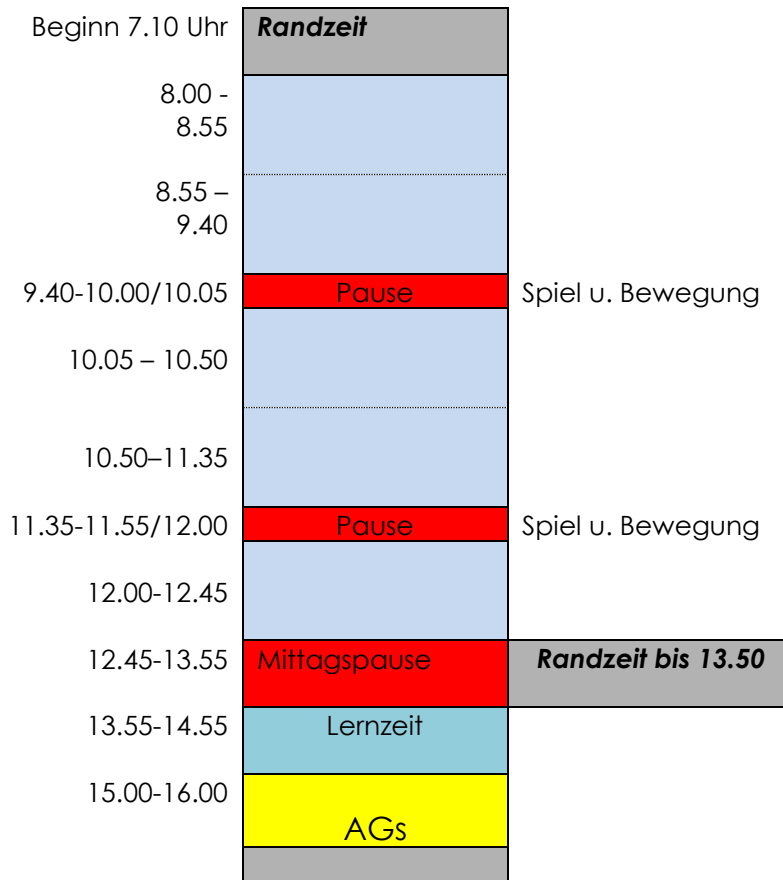 Beginn 7.10 Uhr Randzeit
8.00 -
8.55
8.55 –
9.40
9.40-10.00/10.05 Pause Spiel u. Bewegung
10.05 – 10.50
10.50–11.35
11.35-11.55/12.00 Pause Spiel u. Bewegung
12.00-12.45
12.45-13.55 Mittagspause Randzeit bis 13.50
13.55-14.55 Lernzeit
15.00-16.00
AGs